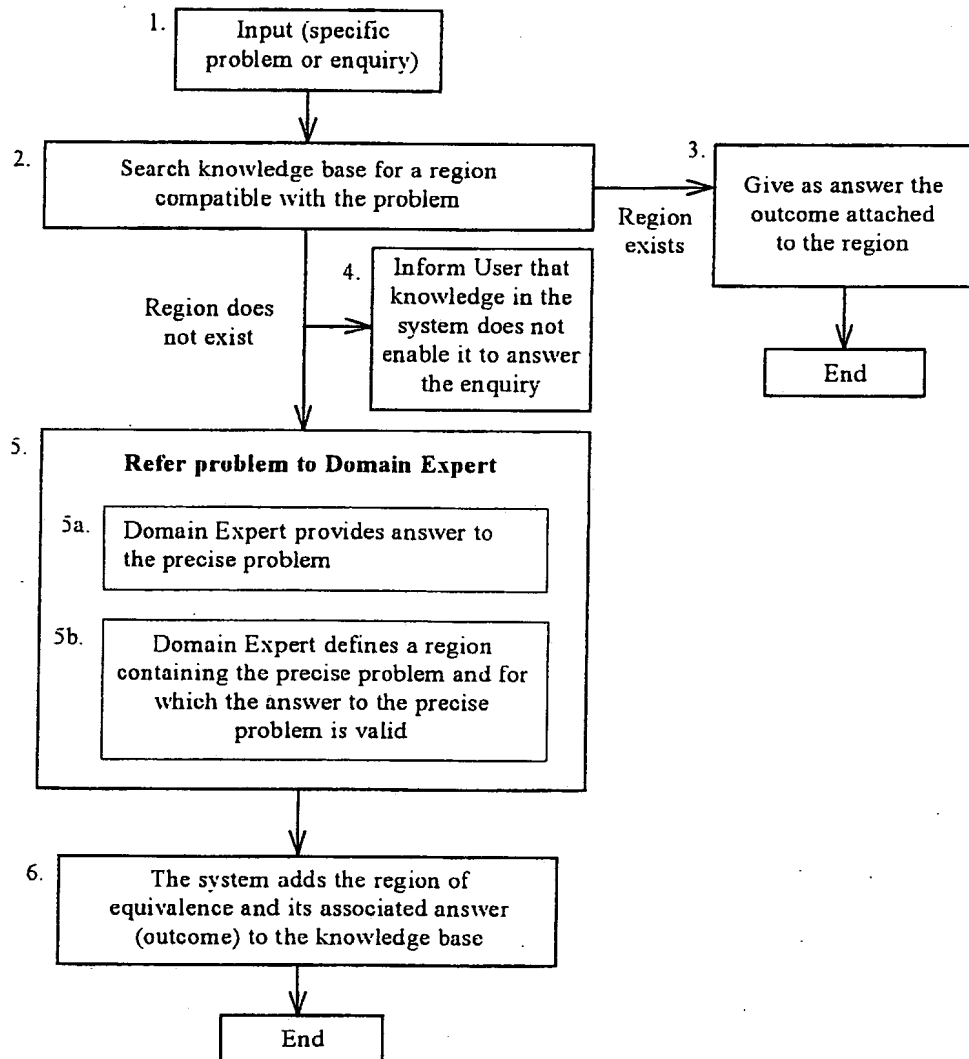 1.
Input (specific
problem or enquiry)
2.
Search knowledge base for a region
compatible with the problem
Region
exists
3.
Give as answer the
outcome attached
to the region
End
Region does
not exist
4.
Inform User that
knowledge in the
system does not
enable it to answer
the enquiry
5.
Refer problem to Domain Expert
5a.
Domain Expert provides answer to
the precise problem
5b.
Domain Expert defines a region
containing the precise problem and for
which the answer to the precise
problem is valid
6.
The system adds the region of
equivalence and its associated answer
(outcome) to the knowledge base
End